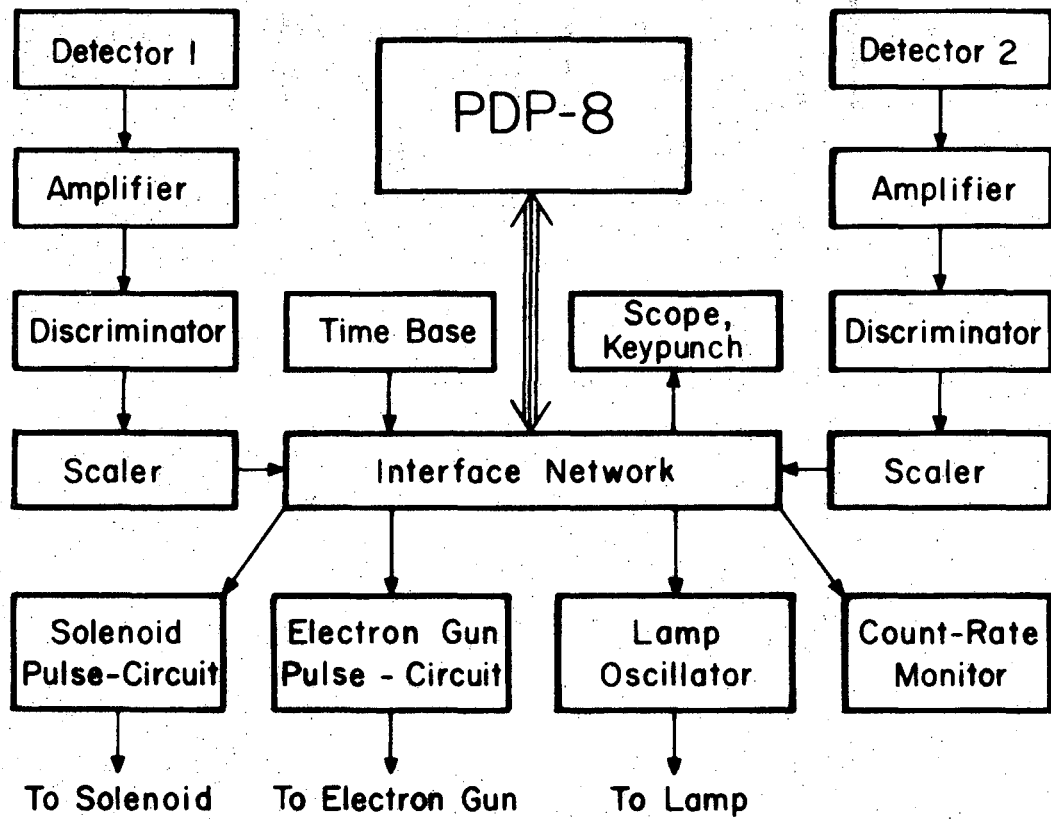 Detector 1
PDP-8
Detector 2
Amplifier
Amplifier
Discriminator
Time Base
Scope,
Keypunch
Discriminator
Scaler
Interface Network
Scaler
Solenoid
Pulse-Circuit
Electron Gun
Pulse - Circuit
Lamp
Oscillator
Count-Rate
Monitor
To Solenoid
To Electron Gun
To Lamp